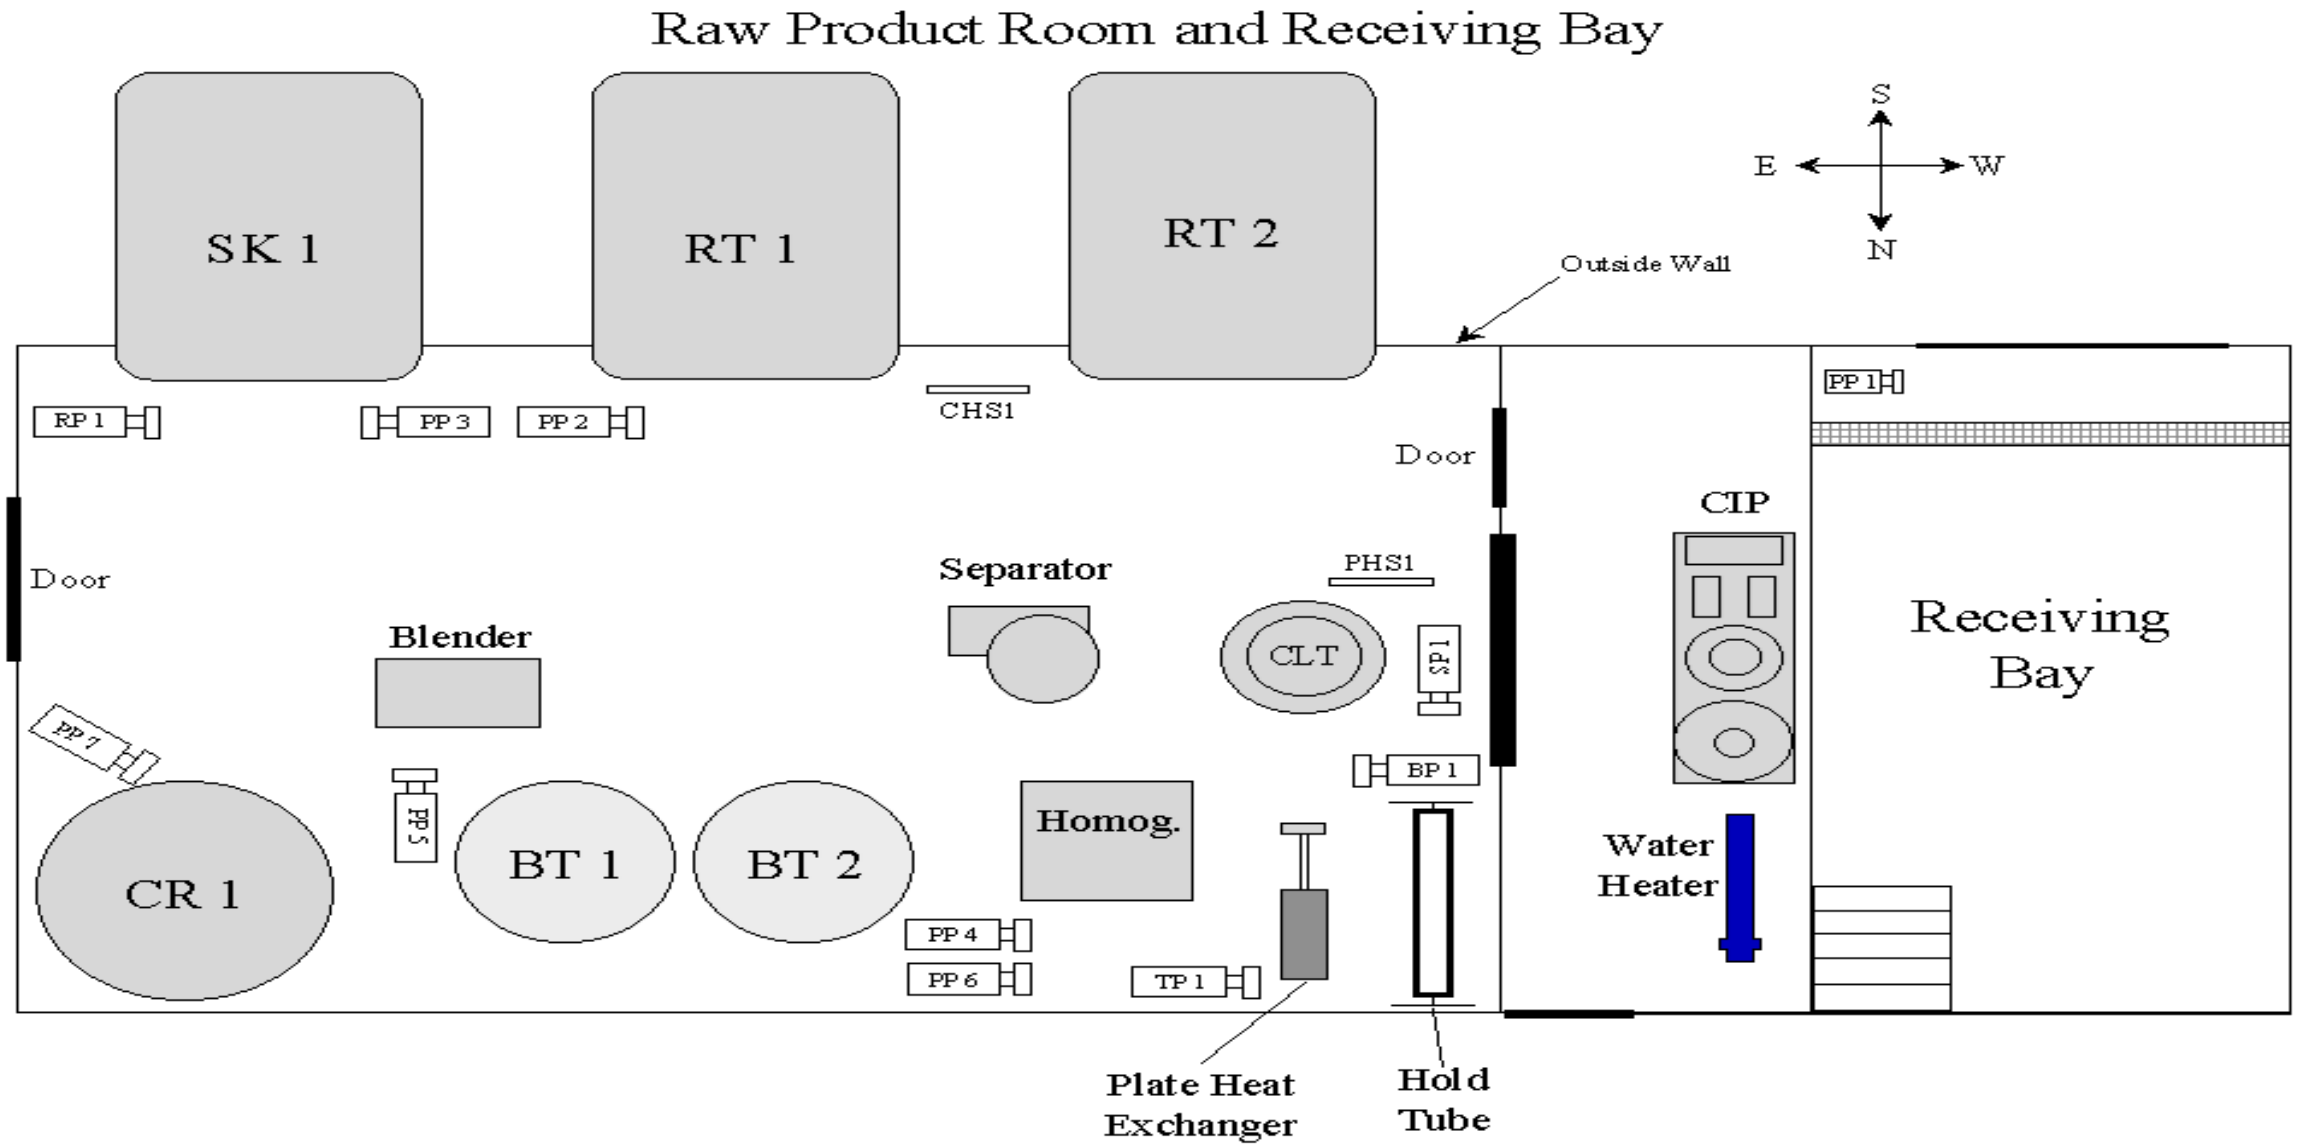 Raw Product Room and Receiving Bay
S
E
W
N
SK 1
RT 1
RT 2
Outside Wall
RP 1
PP 3
PP 2
CHS1
PP 1
Door
CIP
Door
Separator
PHS1
Blender
CLT
SP1
Receiving
Bay
PP 7
BP 1
PP 5
Homog.
CR 1
BT 1
BT 2
Water
Heater
PP 4
PP 6
TP 1
Plate Heat
Exchanger
Hold
Tube